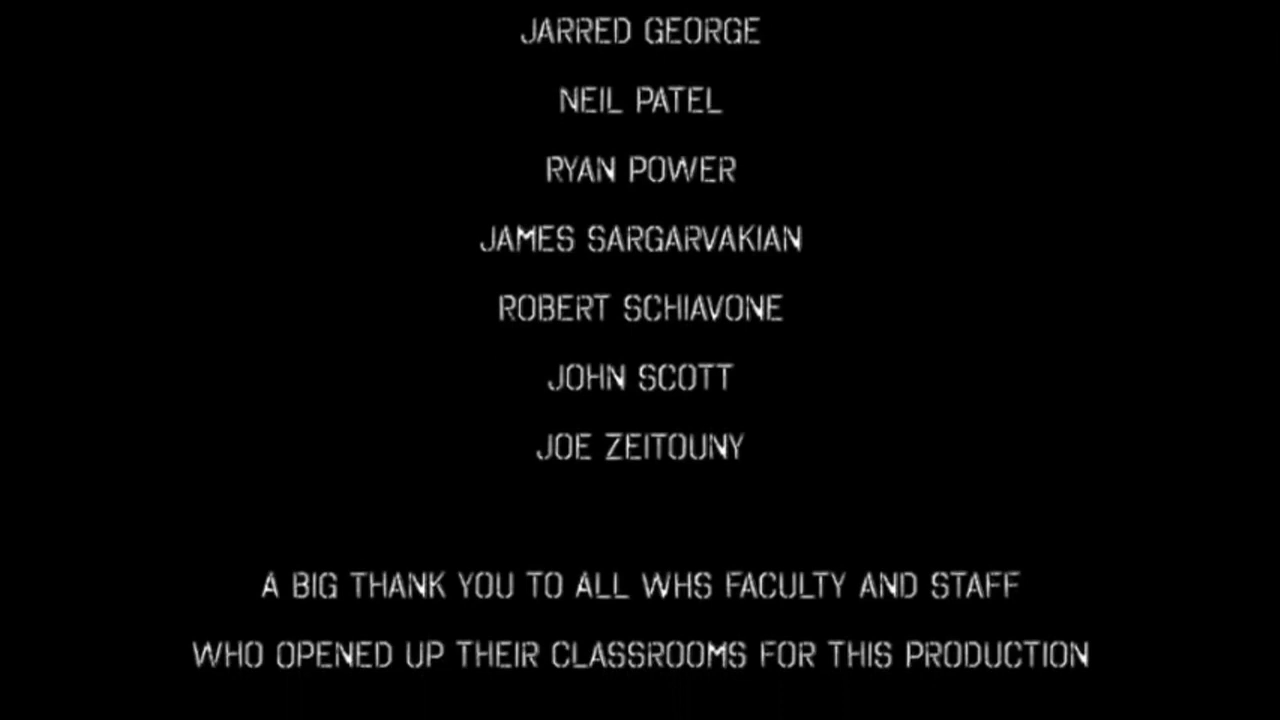 JARRED GEORGE
NEIL PATEL
RYAN POWER
JAMES SARGARVAKIAN
ROBERT SCHIAVONE
JOHN SCOTT
JOE ZEITOUNY
A BIG THANK YOU TO ALL WHS FACULTY AND STAFF
WHO OPENED UP THEIR CLASSROOMS FOR THIS PRODUCTION